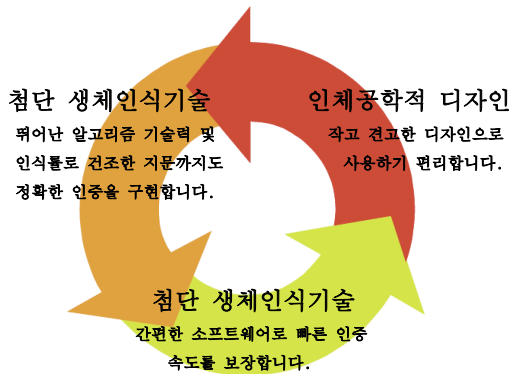 첨단 생체인식기술
뛰어난 알고리즘 기술력 및
인식률로 건조한 지문까지도
정확한 인증을 구현합니다.
인체공학적 디자인
작고 견고한 디자인으로
사용하기 편리합니다.
첨단 생체인식기술
간편한 소프트웨어로 빠른 인증
속도를 보장합니다.